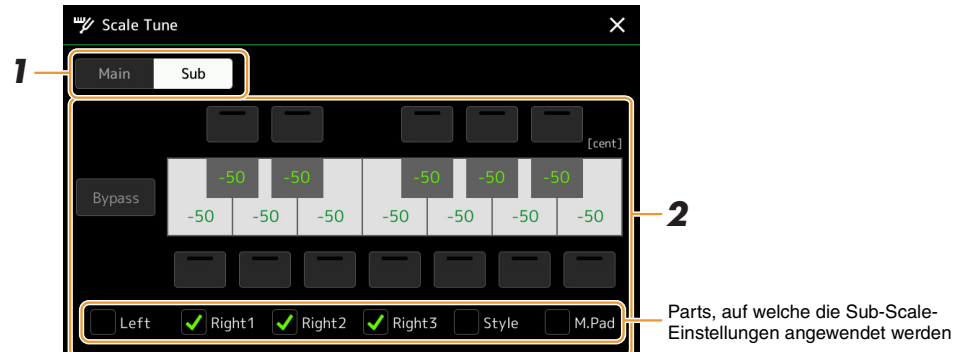 Scale Tune
1
Main Sub
[cent]
Bypass
-50 -50 -50 -50 -50
-50 -50 -50 -50 -50 -50 -50
2
Left Right1 Right2 Right3 Style M.Pad
Parts, auf welche die Sub-Scale-
Einstellungen angewendet werden